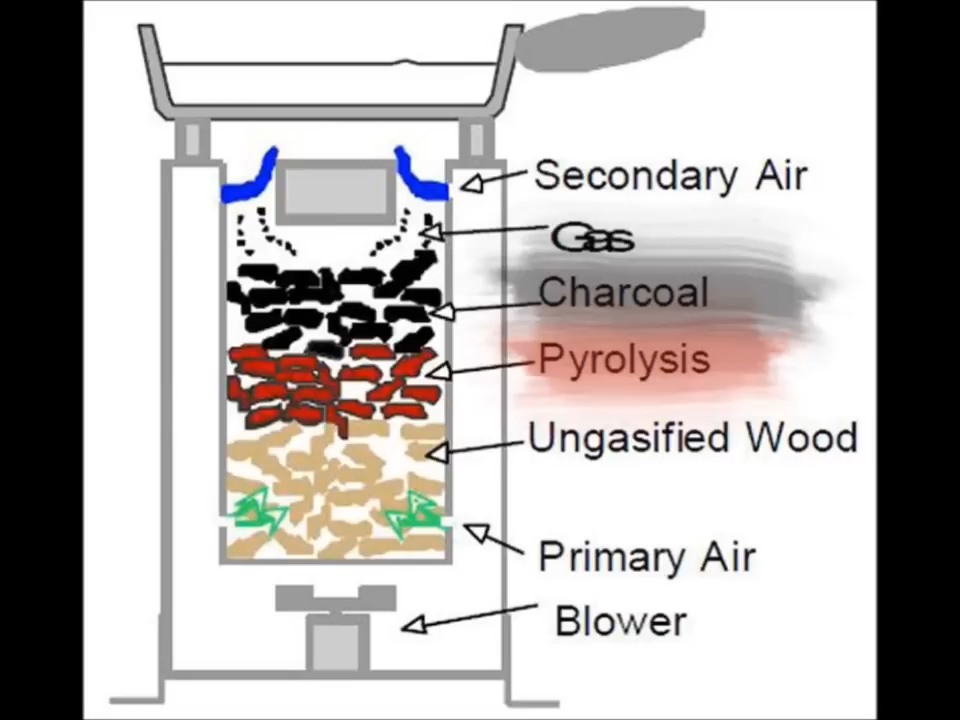 Secondary Air
Gas
Charcoal
Pyrolysis
Ungasified Wood
Primary Air
Blower